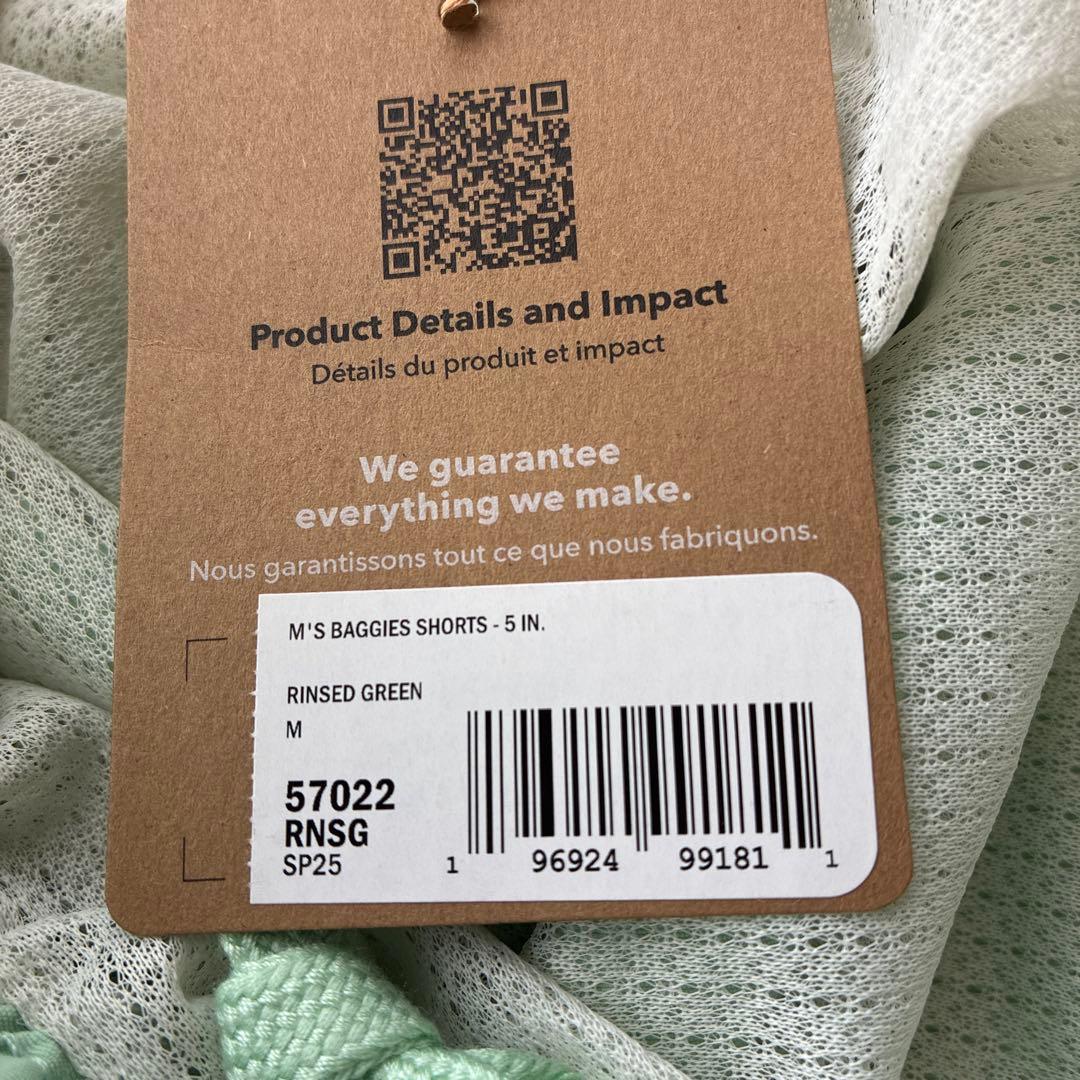 Product Details and Impact
Détails du produit et impact
We guarantee
everything we make.
Nous garantissons tout ce que nous fabriquons.
M'S BAGGIES SHORTS - 5 IN.
RINSED GREEN
M
57022
RNSG
SP25
1 96924 99181 1